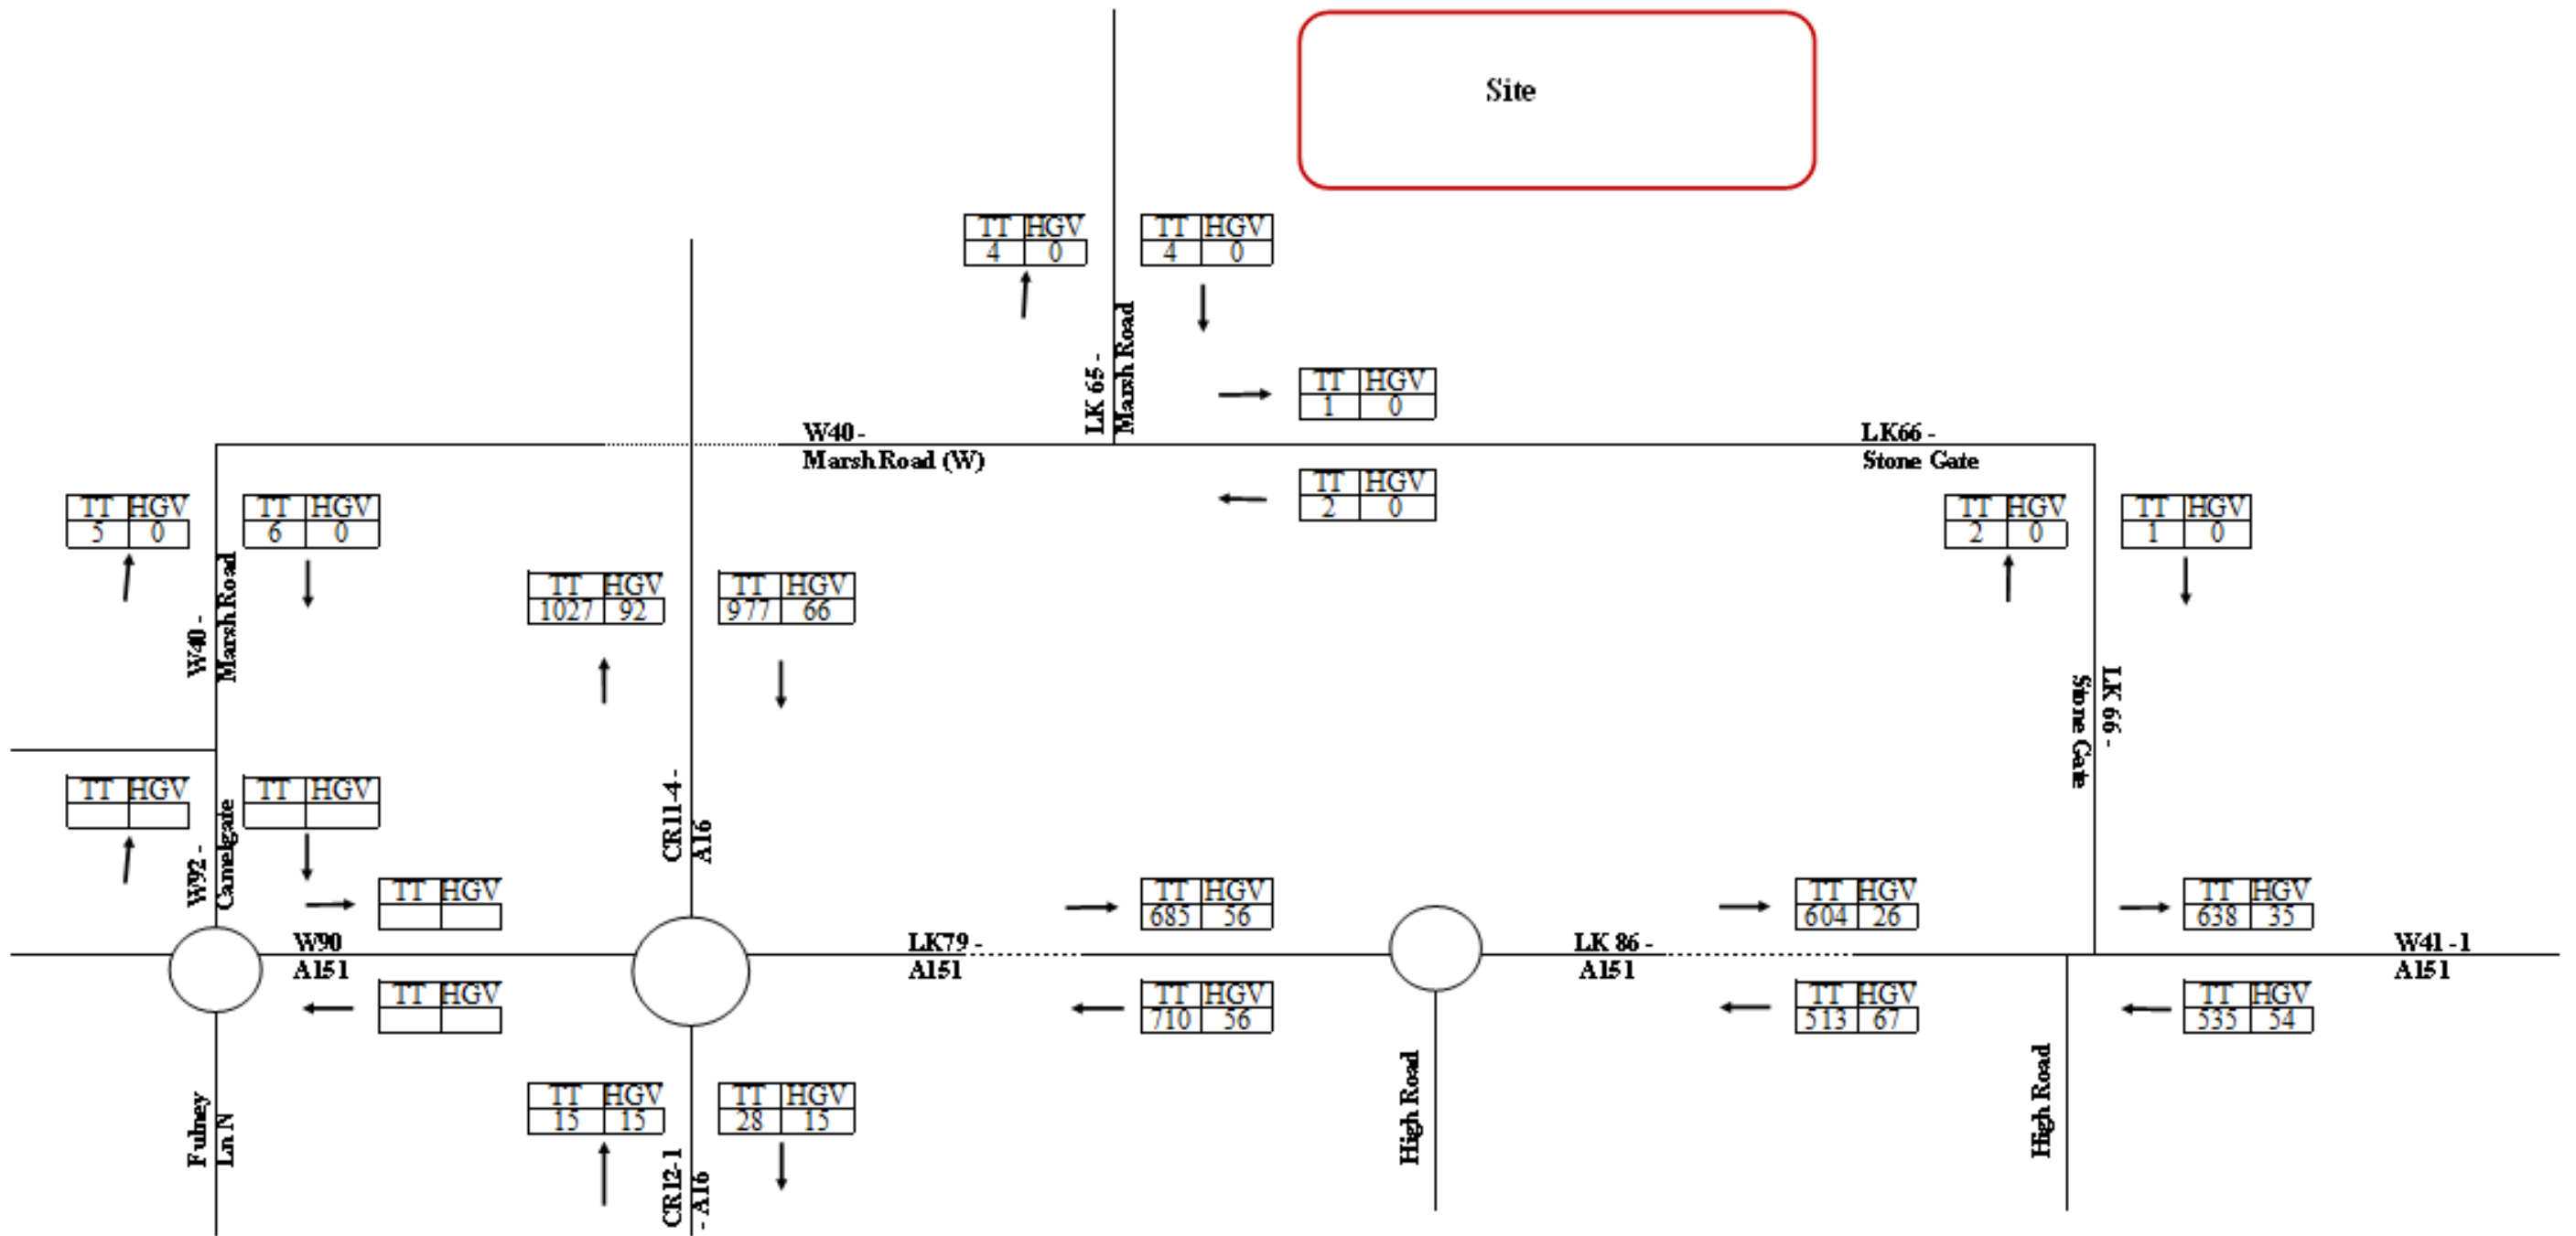 Site
TT HGV
4 0
TT HGV
4 0
LK 65 -
Marsh Road
TT HGV
1 0
W40 -
Marsh Road (W)
LK66 -
Stone Gate
TT HGV
2 0
TT HGV
5 0
TT HGV
6 0
W40 -
Marsh Road
TT HGV
1027 92
TT HGV
977 66
TT HGV
2 0
TT HGV
1 0
LK 66 -
Stone Gate
TT HGV
TT HGV
W92 -
Camelgate
CR11-4 -
A16
TT HGV
TT HGV
685 56
TT HGV
604 26
TT HGV
638 35
W90
A151
LK79 -
A151
LK 86 -
A151
W41 -1
A151
TT HGV
TT HGV
710 56
TT HGV
513 67
TT HGV
535 54
Fulney
Ln N
TT HGV
15 15
TT HGV
28 15
CR12-1
- A16
High Road
High Road